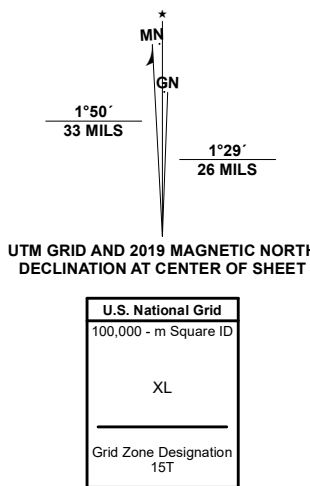 ★
MN
GN
1°50´
33 MILS
1°29´
26 MILS
UTM GRID AND 2019 MAGNETIC NORTH
DECLINATION AT CENTER OF SHEET
U.S. National Grid
100,000 - m Square ID
XL
Grid Zone Designation
15T